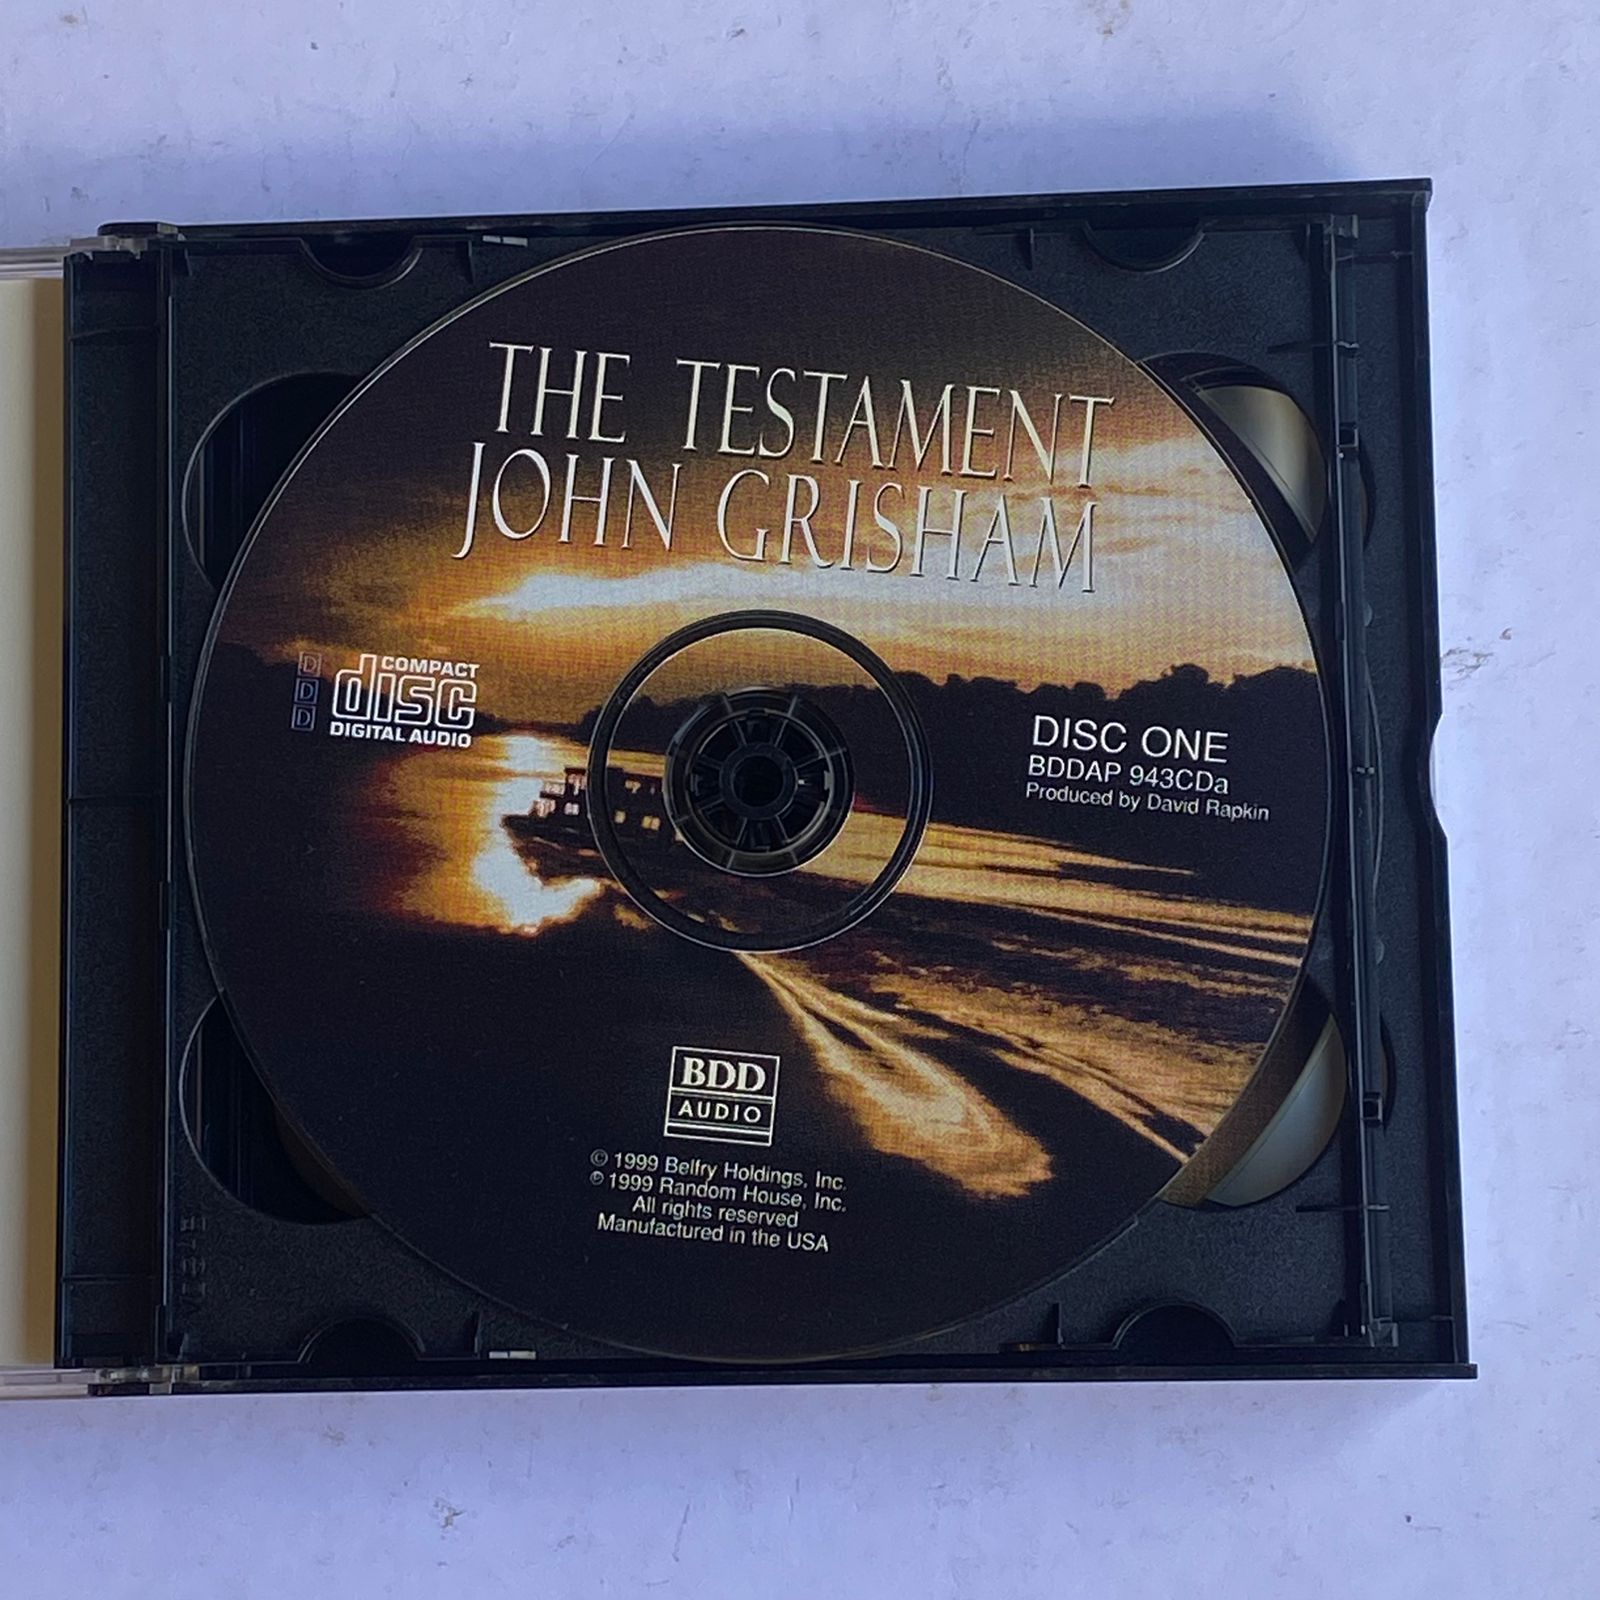 THE TESTAMENT
JOHN GRISHAM
D
D
D
COMPACT
disc
DIGITAL AUDIO
DISC ONE
BDDAP 943CDa
Produced by David Rapkin
BDD
AUDIO
© 1999 Belfry Holdings, Inc.
℗ 1999 Random House, Inc.
All rights reserved
Manufactured in the USA